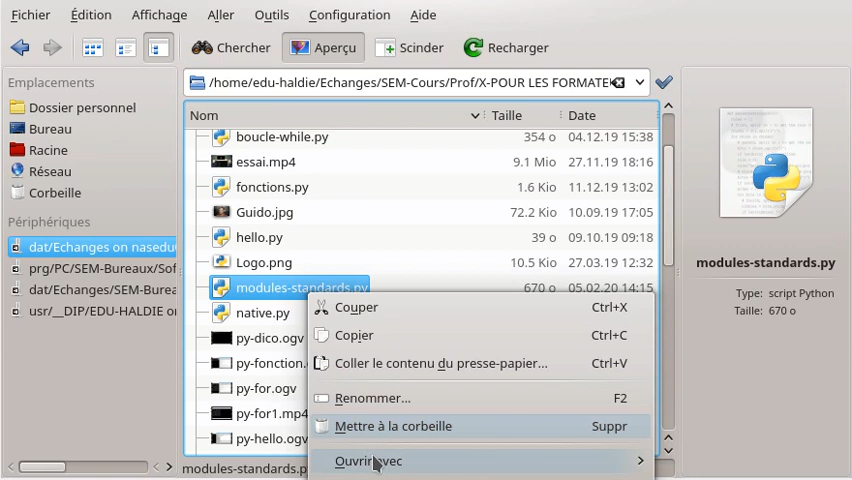 Fichier Édition Affichage Aller Outils Configuration Aide
Chercher Aperçu Scinder Recharger
Emplacements
Dossier personnel
Bureau
Racine
Réseau
Corbeille
Périphériques
dat/Echanges on nasedu
prg/PC/SEM-Bureaux/Sof
dat/Echanges/SEM-Burea
usr/__DIP/EDU-HALDIE or
/home/edu-haldie/Echanges/SEM-Cours/Prof/X-POUR LES FORMATE
Nom Taille Date
boucle-while.py 354 o 04.12.19 15:38
essai.mp4 9.1 Mio 27.11.19 18:16
fonctions.py 1.6 Kio 11.12.19 13:02
Guido.jpg 72.2 Kio 10.09.19 17:05
hello.py 39 o 09.10.19 09:18
Logo.png 10.5 Kio 27.03.19 12:32
modules-standards.py 670 o 05.02.20 14:15
native.py
py-dico.ogv
py-fonction.
py-for.ogv
py-for1.mp4
py-hello.ogv
modules-standards.p
Couper Ctrl+X
Copier Ctrl+C
Coller le contenu du presse-papier... Ctrl+V
Renommer... F2
Mettre à la corbeille Suppr
Ouvrir avec
modules-standards.py
Type: script Python
Taille: 670 o